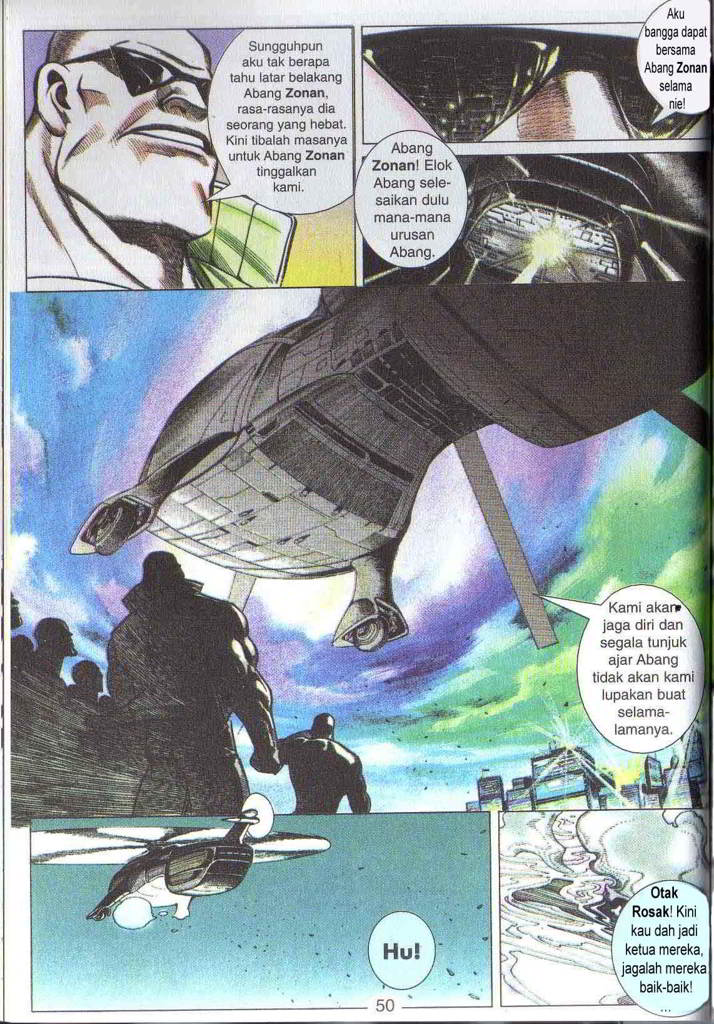 Sungguhpun
aku tak berapa
tahu latar belakang
Abang Zonan,
rasa-rasanya dia
seorang yang hebat.
Kini tibalah masanya
untuk Abang Zonan
tinggalkan
kami.
Aku
bangga dapat
bersama
Abang Zonan
selama
nie!
Abang
Zonan! Elok
Abang sele-
saikan dulu
mana-mana
urusan
Abang.
Kami akan
jaga diri dan
segala tunjuk
ajar Abang
tidak akan kami
lupakan buat
selama-
lamanya.
Hu!
Otak
Rosak! Kini
kau dah jadi
ketua mereka,
jagalah mereka
baik-baik!
...
50